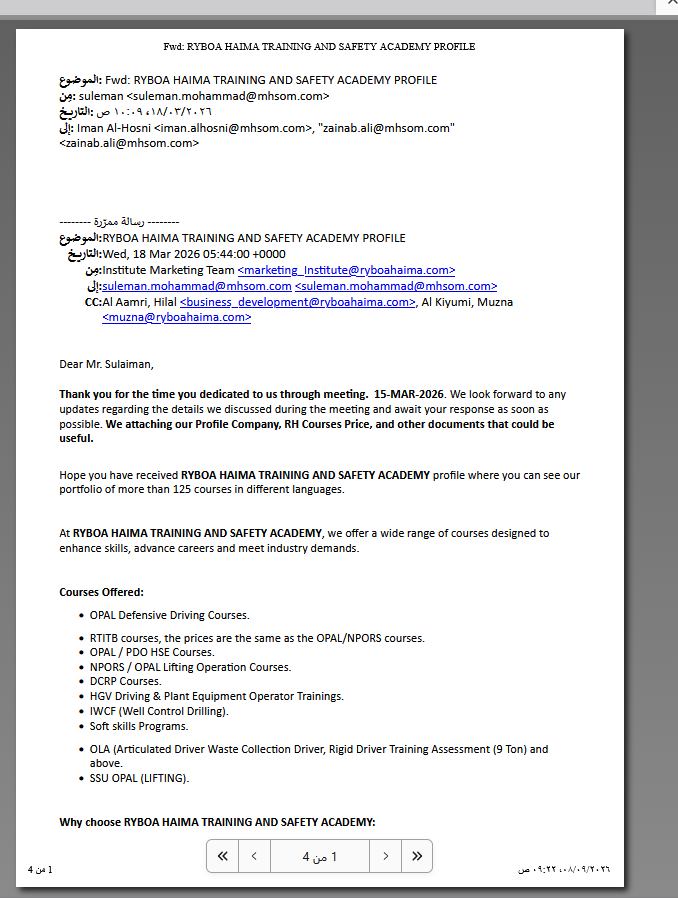 Fwd: RYBOA HAIMA TRAINING AND SAFETY ACADEMY PROFILE
الموضوع: Fwd: RYBOA HAIMA TRAINING AND SAFETY ACADEMY PROFILE
مِن: suleman <suleman.mohammad@mhsom.com>
التاريخ: ١٨/٠٣/٢٠٢٦، ١٠:٠٩ ص
إلى: Iman Al-Hosni <iman.alhosni@mhsom.com>, "zainab.ali@mhsom.com"
<zainab.ali@mhsom.com>
-------- رسالة ممرّرة --------
الموضوع:RYBOA HAIMA TRAINING AND SAFETY ACADEMY PROFILE
التاريخ:Wed, 18 Mar 2026 05:44:00 +0000
مِن:Institute Marketing Team <marketing_Institute@ryboahaima.com>
إلى:suleman.mohammad@mhsom.com <suleman.mohammad@mhsom.com>
CC:Al Aamri, Hilal <business_development@ryboahaima.com>, Al Kiyumi, Muzna
<muzna@ryboahaima.com>
Dear Mr. Sulaiman,
Thank you for the time you dedicated to us through meeting. 15-MAR-2026. We look forward to any
updates regarding the details we discussed during the meeting and await your response as soon as
possible. We attaching our Profile Company, RH Courses Price, and other documents that could be
useful.
Hope you have received RYBOA HAIMA TRAINING AND SAFETY ACADEMY profile where you can see our
portfolio of more than 125 courses in different languages.
At RYBOA HAIMA TRAINING AND SAFETY ACADEMY, we offer a wide range of courses designed to
enhance skills, advance careers and meet industry demands.
Courses Offered:
• OPAL Defensive Driving Courses.
• RTITB courses, the prices are the same as the OPAL/NPORS courses.
• OPAL / PDO HSE Courses.
• NPORS / OPAL Lifting Operation Courses.
• DCRP Courses.
• HGV Driving & Plant Equipment Operator Trainings.
• IWCF (Well Control Drilling).
• Soft skills Programs.
• OLA (Articulated Driver Waste Collection Driver, Rigid Driver Training Assessment (9 Ton) and
above.
• SSU OPAL (LIFTING).
Why choose RYBOA HAIMA TRAINING AND SAFETY ACADEMY:
1 من 4
1 من 4
٠٨/٠٩/٢٠٢٦، ٠٩:٢٢ ص